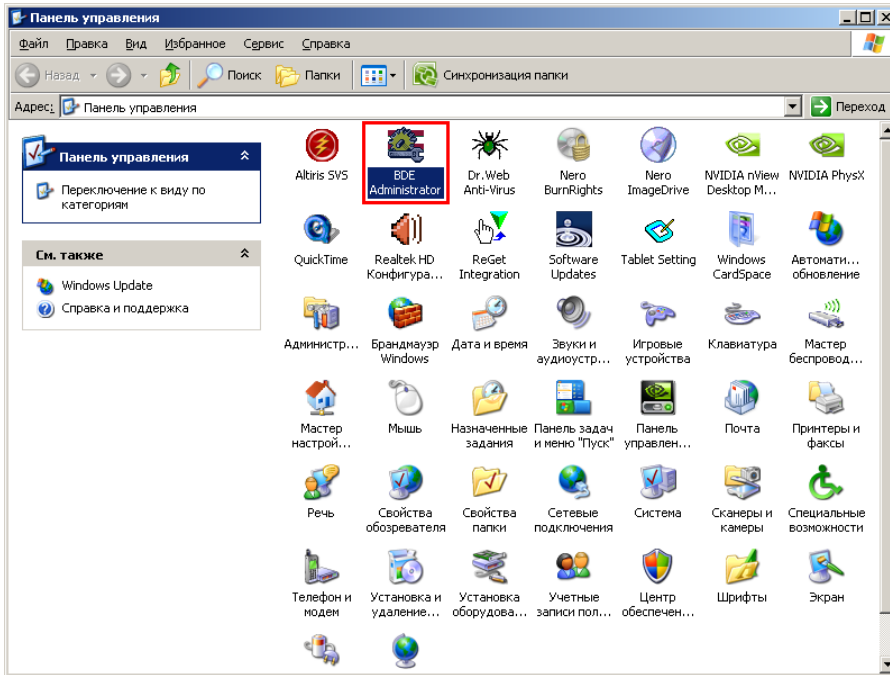 Панель управления
Файл Правка Вид Избранное Сервис Справка
Назад Поиск Папки Синхронизация папки
Адрес: Панель управления Переход
Панель управления
Переключение к виду по
категориям
См. также
Windows Update
Справка и поддержка
Altiris SVS
BDE
Administrator
Dr.Web
Anti-Virus
Nero
BurnRights
Nero
ImageDrive
NVIDIA nView
Desktop M...
NVIDIA PhysX
QuickTime
Realtek HD
Конфигура...
ReGet
Integration
Software
Updates
Tablet Setting
Windows
CardSpace
Автомати...
обновление
Администр...
Брандмауэр
Windows
Дата и время
Звуки и
аудиоустр...
Игровые
устройства
Клавиатура
Мастер
беспровод...
Мастер
настрой...
Мышь
Назначенные
задания
Панель задач
и меню "Пуск"
Панель
управлен...
Почта
Принтеры и
факсы
Речь
Свойства
обозревателя
Свойства
папки
Сетевые
подключения
Система
Сканеры и
камеры
Специальные
возможности
Телефон и
модем
Установка и
удаление...
Установка
оборудова...
Учетные
записи пол...
Центр
обеспечен...
Шрифты
Экран